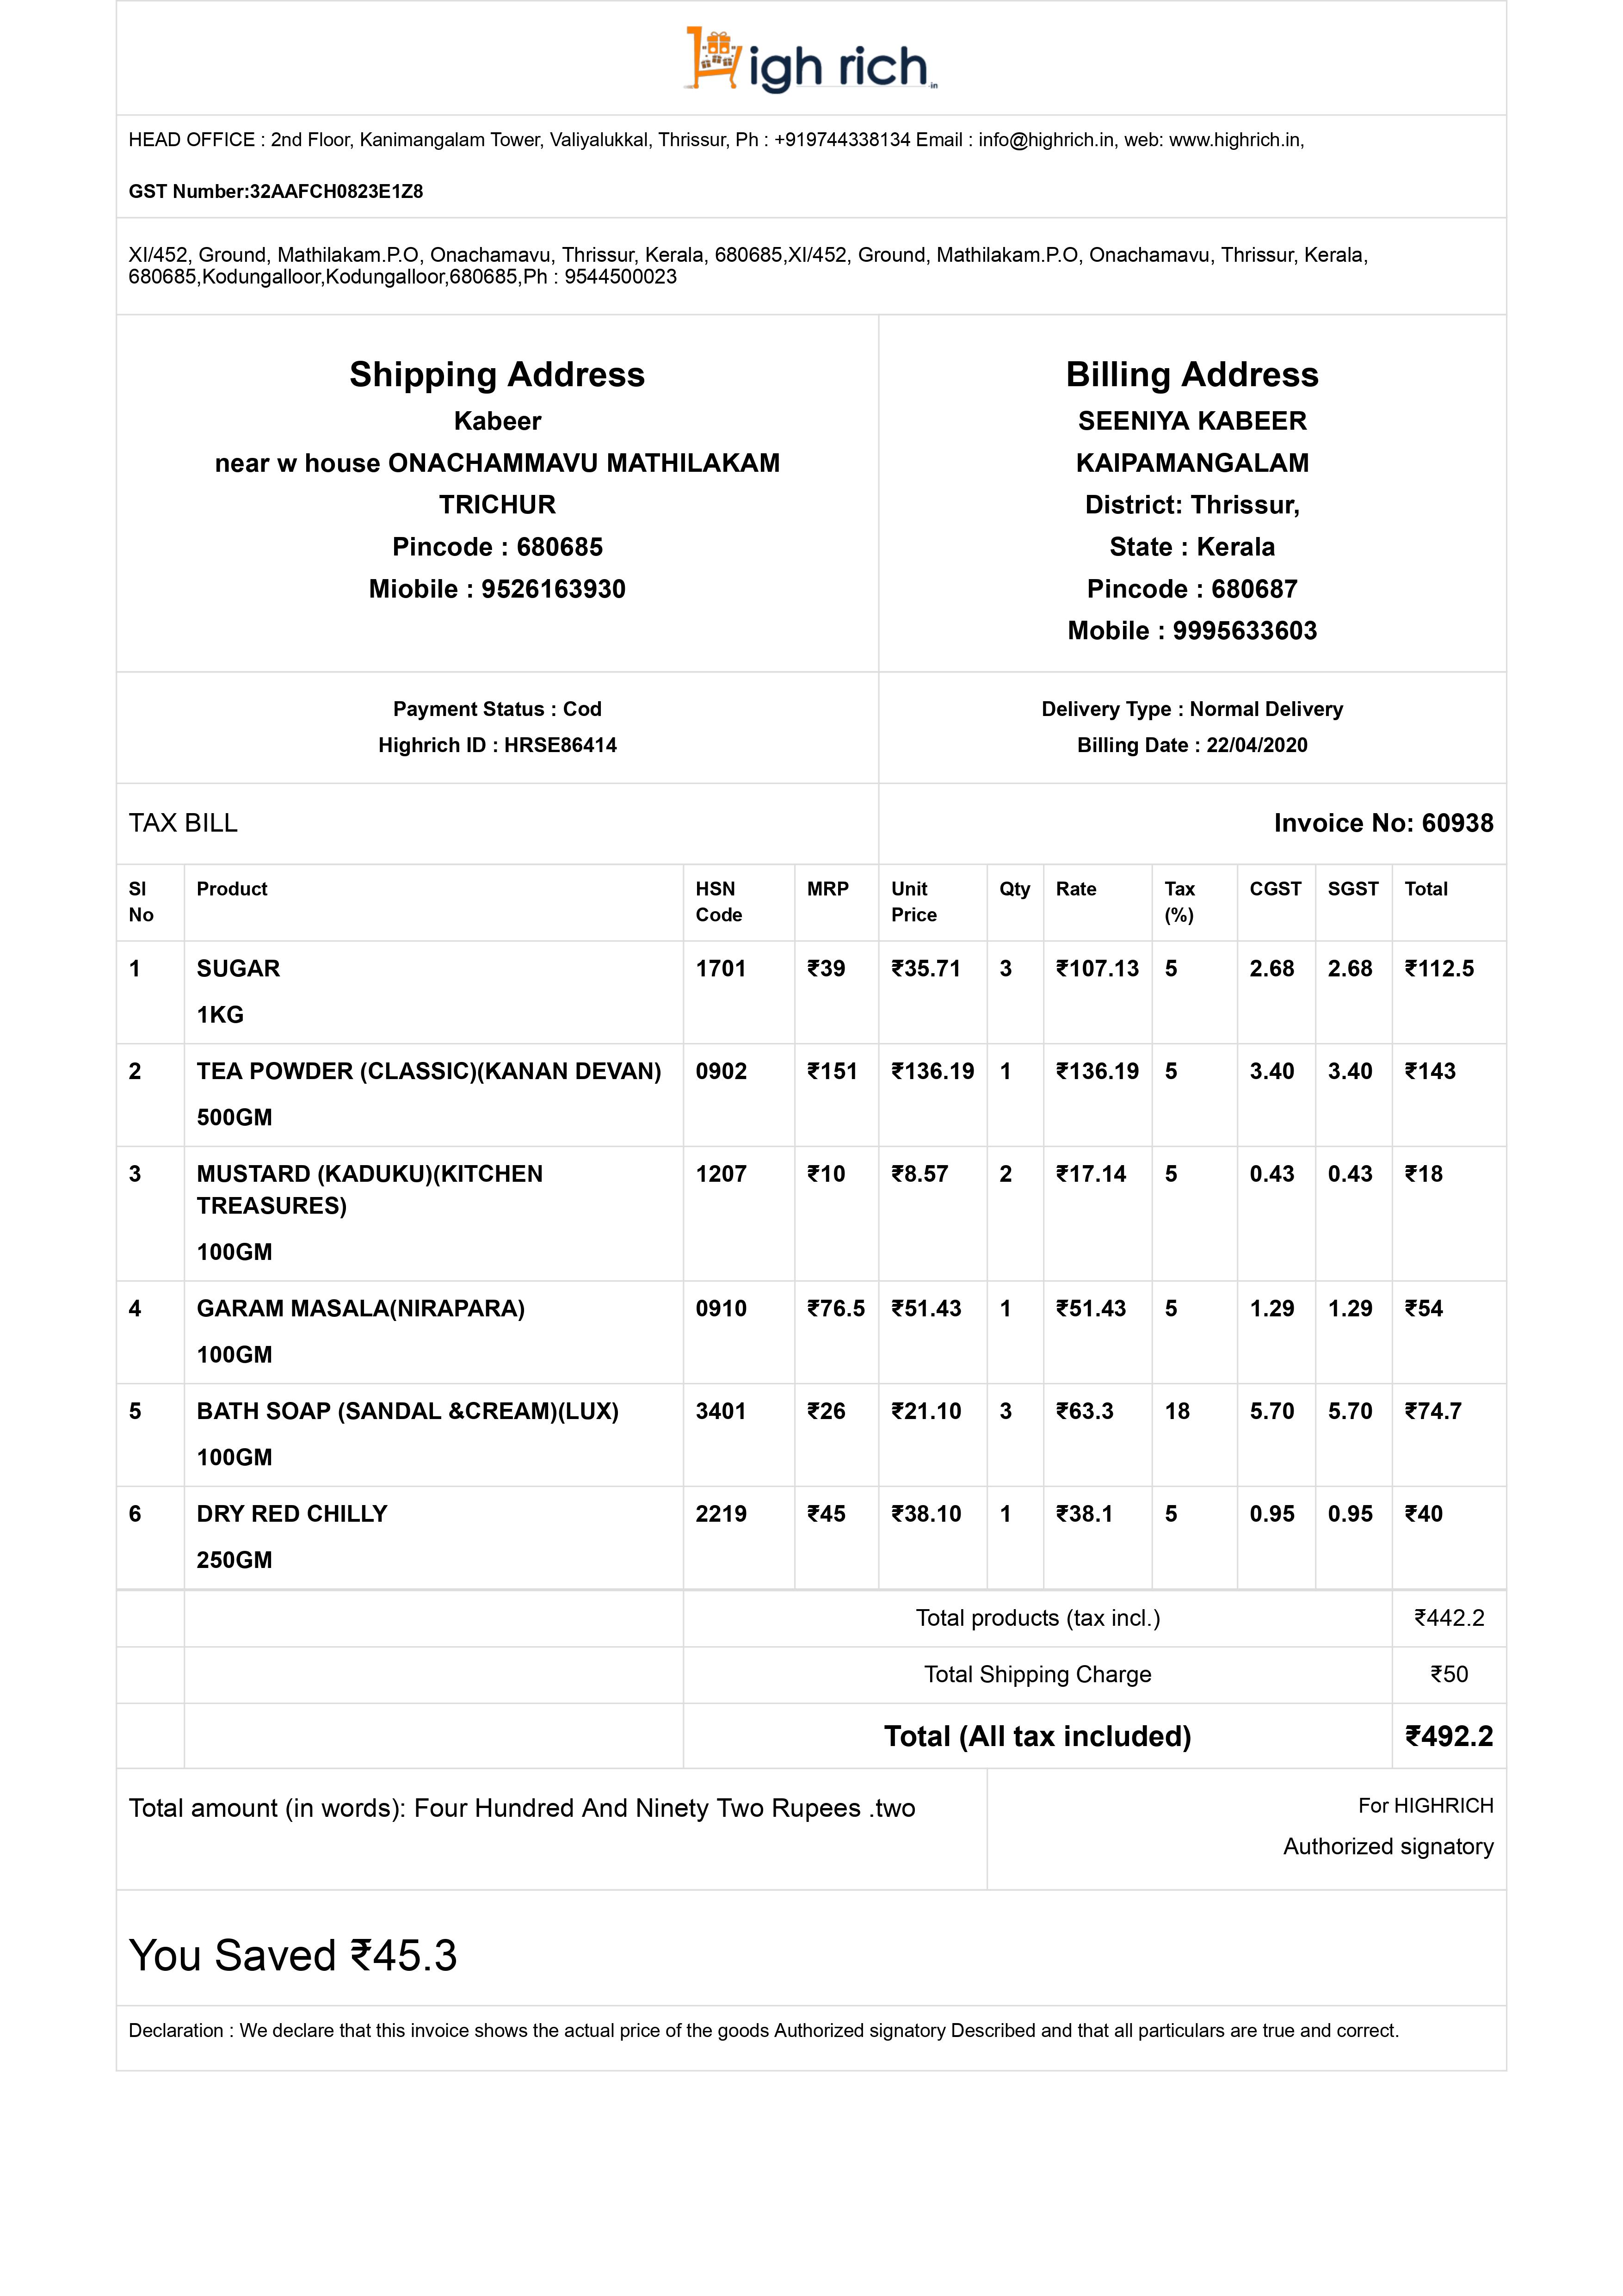 High rich.in
HEAD OFFICE : 2nd Floor, Kanimangalam Tower, Valiyalukkal, Thrissur, Ph : +919744338134 Email : info@highrich.in, web: www.highrich.in,
GST Number:32AAFCH0823E1Z8
XI/452, Ground, Mathilakam.P.O, Onachamavu, Thrissur, Kerala, 680685,XI/452, Ground, Mathilakam.P.O, Onachamavu, Thrissur, Kerala,
680685,Kodungalloor,Kodungalloor,680685,Ph : 9544500023
Shipping Address
Kabeer
near w house ONACHAMMAVU MATHILAKAM
TRICHUR
Pincode : 680685
Miobile : 9526163930
Billing Address
SEENIYA KABEER
KAIPAMANGALAM
District: Thrissur,
State : Kerala
Pincode : 680687
Mobile : 9995633603
Payment Status : Cod
Highrich ID : HRSE86414
Delivery Type : Normal Delivery
Billing Date : 22/04/2020
TAX BILL
Invoice No: 60938
Sl No Product HSN Code MRP Unit Price Qty Rate Tax (%) CGST SGST Total
1 SUGAR 1701 ₹39 ₹35.71 3 ₹107.13 5 2.68 2.68 ₹112.5
1KG
2 TEA POWDER (CLASSIC)(KANAN DEVAN) 0902 ₹151 ₹136.19 1 ₹136.19 5 3.40 3.40 ₹143
500GM
3 MUSTARD (KADUKU)(KITCHEN 1207 ₹10 ₹8.57 2 ₹17.14 5 0.43 0.43 ₹18
TREASURES)
100GM
4 GARAM MASALA(NIRAPARA) 0910 ₹76.5 ₹51.43 1 ₹51.43 5 1.29 1.29 ₹54
100GM
5 BATH SOAP (SANDAL &CREAM)(LUX) 3401 ₹26 ₹21.10 3 ₹63.3 18 5.70 5.70 ₹74.7
100GM
6 DRY RED CHILLY 2219 ₹45 ₹38.10 1 ₹38.1 5 0.95 0.95 ₹40
250GM
Total products (tax incl.) ₹442.2
Total Shipping Charge ₹50
Total (All tax included) ₹492.2
Total amount (in words): Four Hundred And Ninety Two Rupees .two
For HIGHRICH
Authorized signatory
You Saved ₹45.3
Declaration : We declare that this invoice shows the actual price of the goods Authorized signatory Described and that all particulars are true and correct.